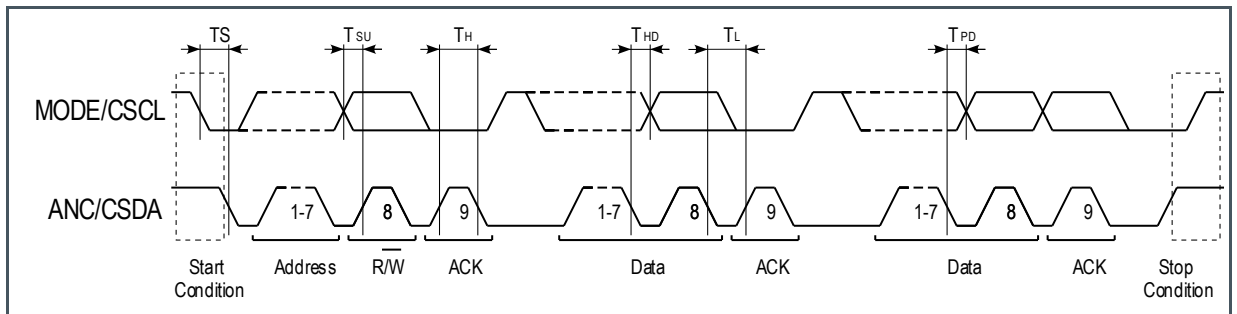 TS TSU TH THD TL TPD
MODE/CSCL
ANC/CSDA 1-7 8 9 1-7 8 9 1-7 8 9
Start Condition Address R/W ACK Data ACK Data ACK Stop Condition